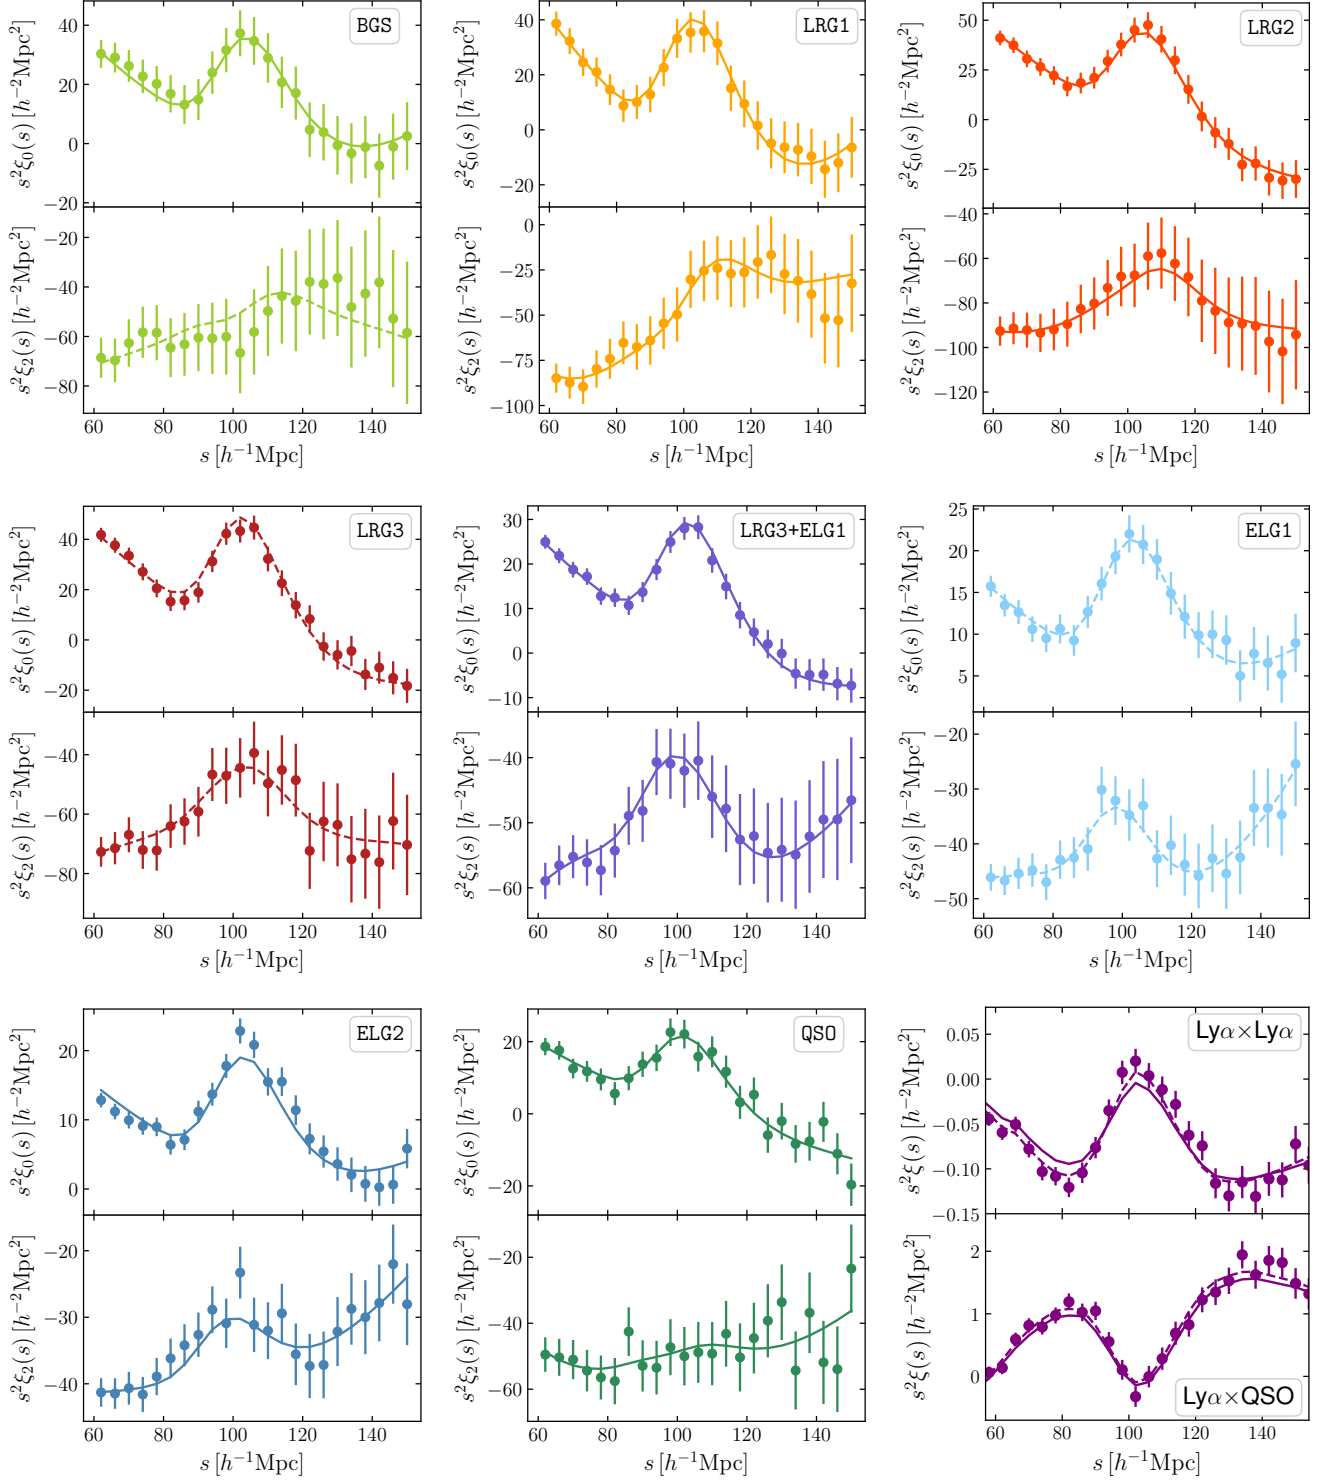 BGS
s²ξ₀(s) [h⁻²Mpc²]
40
20
0
−20
s²ξ₂(s) [h⁻²Mpc²]
−20
−40
−60
−80
60 80 100 120 140
s [h⁻¹Mpc]
LRG1
s²ξ₀(s) [h⁻²Mpc²]
40
20
0
−20
s²ξ₂(s) [h⁻²Mpc²]
0
−25
−50
−75
−100
60 80 100 120 140
s [h⁻¹Mpc]
LRG2
s²ξ₀(s) [h⁻²Mpc²]
50
25
0
−25
s²ξ₂(s) [h⁻²Mpc²]
−40
−60
−80
−100
−120
60 80 100 120 140
s [h⁻¹Mpc]
LRG3
s²ξ₀(s) [h⁻²Mpc²]
40
20
0
−20
s²ξ₂(s) [h⁻²Mpc²]
−40
−60
−80
60 80 100 120 140
s [h⁻¹Mpc]
LRG3+ELG1
s²ξ₀(s) [h⁻²Mpc²]
30
20
10
0
−10
s²ξ₂(s) [h⁻²Mpc²]
−40
−50
−60
60 80 100 120 140
s [h⁻¹Mpc]
ELG1
s²ξ₀(s) [h⁻²Mpc²]
25
20
15
10
5
s²ξ₂(s) [h⁻²Mpc²]
−20
−30
−40
−50
60 80 100 120 140
s [h⁻¹Mpc]
ELG2
s²ξ₀(s) [h⁻²Mpc²]
20
10
0
s²ξ₂(s) [h⁻²Mpc²]
−20
−30
−40
60 80 100 120 140
s [h⁻¹Mpc]
QSO
s²ξ₀(s) [h⁻²Mpc²]
20
0
−20
s²ξ₂(s) [h⁻²Mpc²]
−40
−60
60 80 100 120 140
s [h⁻¹Mpc]
Lyα×Lyα
s²ξ(s) [h⁻²Mpc²]
0.05
0.00
−0.05
−0.10
−0.15
s²ξ(s) [h⁻²Mpc²]
2
1
0
Lyα×QSO
60 80 100 120 140
s [h⁻¹Mpc]